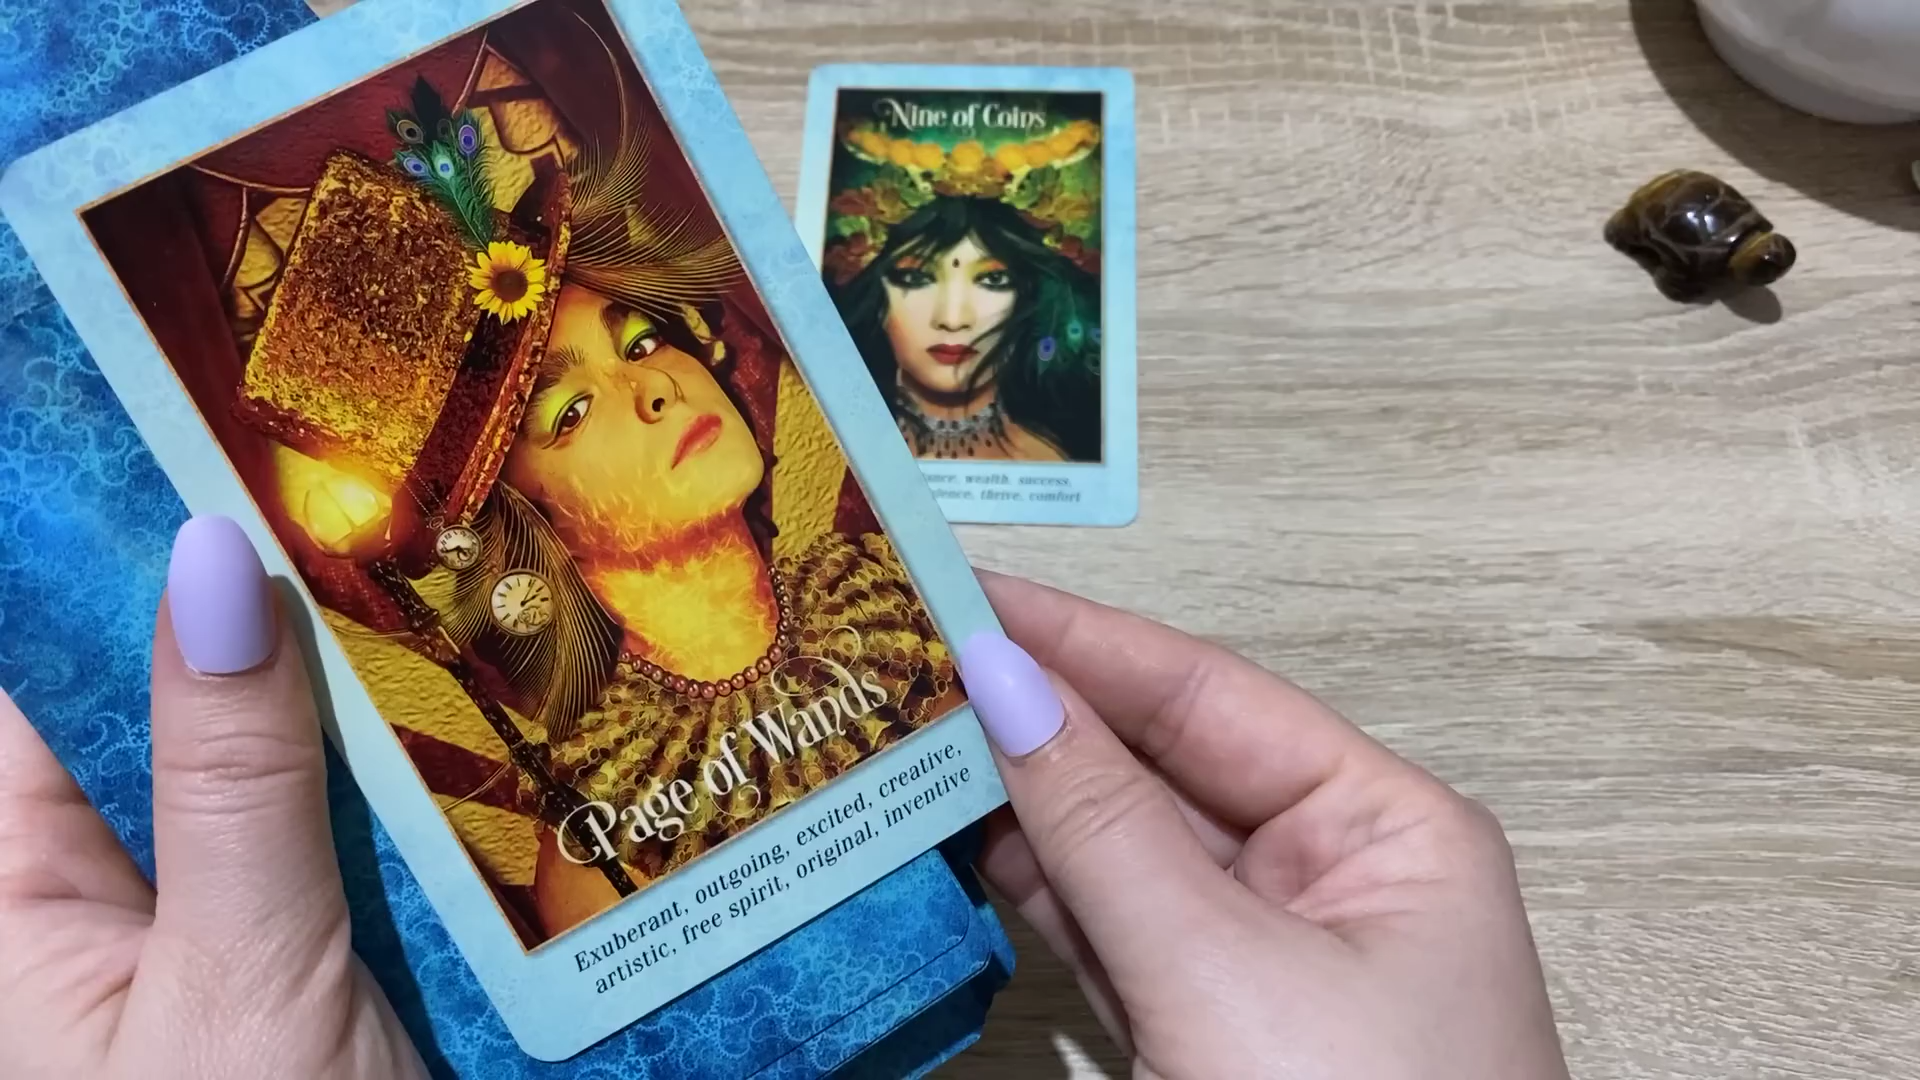 Nine of Coins
wealth, success,
thrive, comfort
Page of Wands
Exuberant, outgoing, excited, creative,
artistic, free spirit, original, inventive